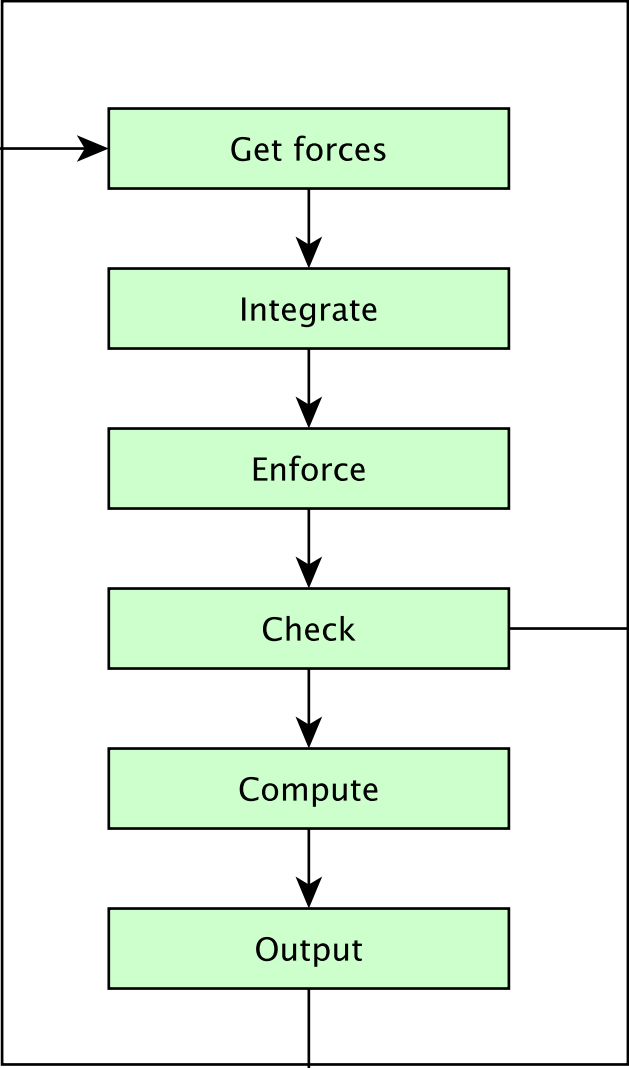 Get forces
Integrate
Enforce
Check
Compute
Output